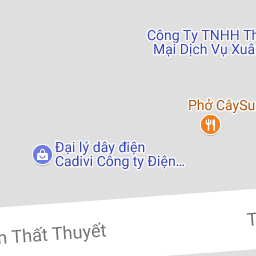 Công Ty TNHH Th
Mại Dịch Vụ Xuâ
Phở CâySu
Đại lý dây điện
Cadivi Công ty Điện…
n Thất Thuyết
T